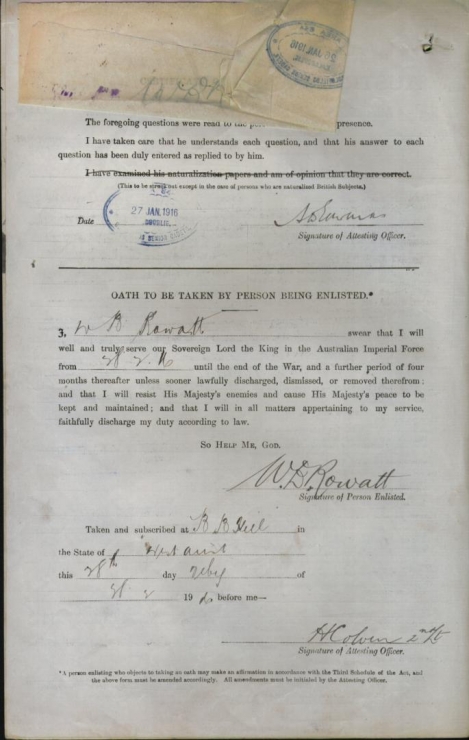 The foregoing questions were read to the presence.
I have taken care that he understands each question, and that his answer to each
question has been duly entered as replied to by him.
I have examined his naturalization papers and am of opinion that they are correct.
(This to be struck out except in the case of persons who are naturalised British Subjects.)
Date 27 JAN. 1916
Signature of Attesting Officer.
OATH TO BE TAKEN BY PERSON BEING ENLISTED.*
W B Rowatt swear that I will
well and truly serve our Sovereign Lord the King in the Australian Imperial Force
from until the end of the War, and a further period of four
months thereafter unless sooner lawfully discharged, dismissed, or removed therefrom;
and that I will resist His Majesty's enemies and cause His Majesty's peace to be
kept and maintained; and that I will in all matters appertaining to my service,
faithfully discharge my duty according to law.
SO HELP ME, GOD.
W.B. Rowatt
Signature of Person Enlisted.
Taken and subscribed at B B Hill in
the State of West Aust
this 28th day of
19 before me—
Signature of Attesting Officer.
*A person enlisting who objects to taking an oath may make an affirmation in accordance with the Third Schedule of the Act, and
the above form must be amended accordingly. All amendments must be initialed by the Attesting Officer.